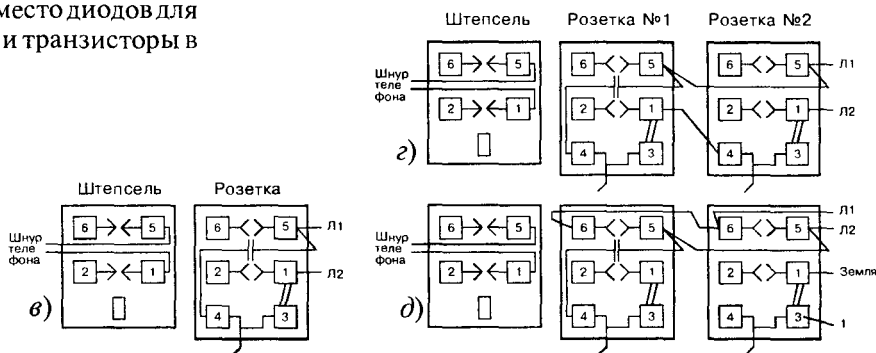 место диодов для
и транзисторы в
Штепсель Розетка №1 Розетка №2
6 5 6 5 6 5 Л1
Шнур
теле
фона
2 1 2 1 2 1 Л2
4 3 4 3
г)
Штепсель Розетка
6 5 6 5 Л1
Шнур
теле
фона
2 1 2 1 Л2
4 3
в)
6 5 6 5 6 5 Л1
Л2
Шнур
теле
фона
2 1 2 1 2 1 Земля
4 3 4 3 1
д)